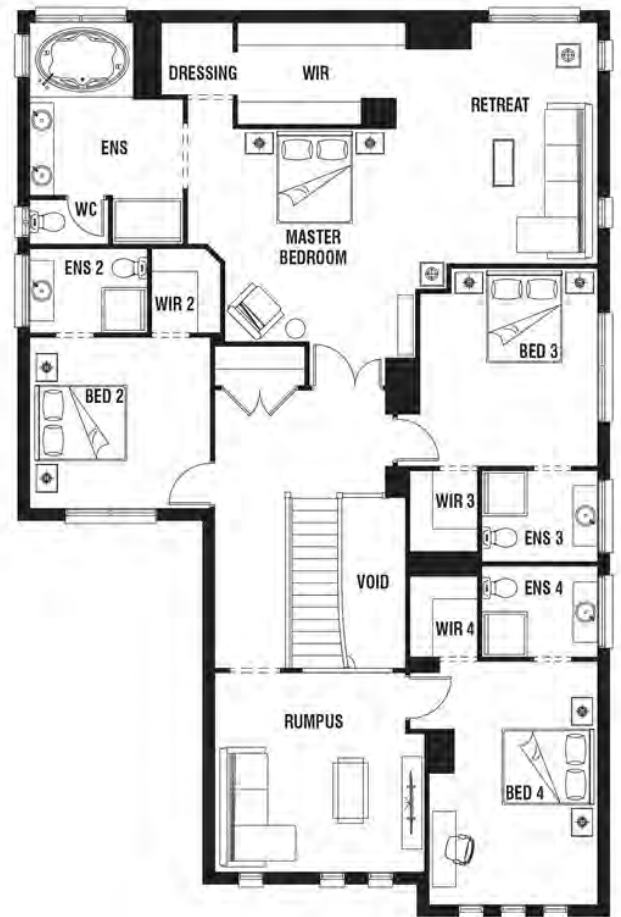 DRESSING
WIR
RETREAT
ENS
WC
MASTER
BEDROOM
ENS 2
WIR 2
BED 3
BED 2
WIR 3
ENS 3
VOID
ENS 4
WIR 4
RUMPUS
BED 4